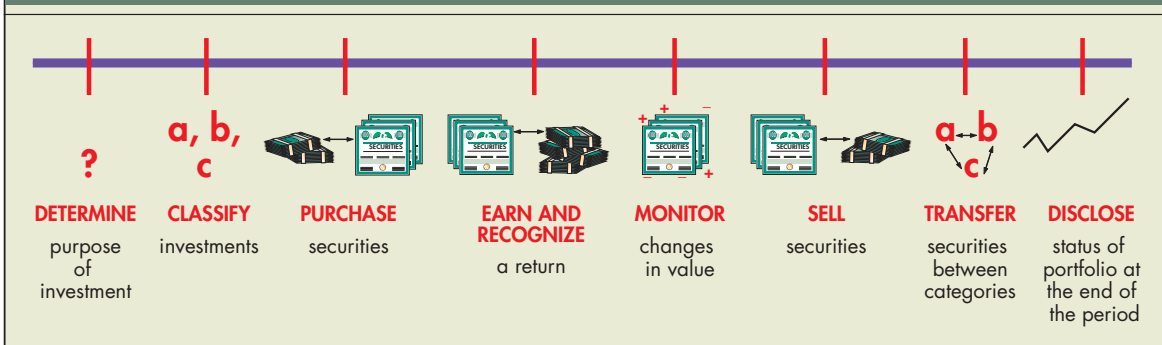 a, b,
c
?
SECURITIES
SECURITIES
SECURITIES
SECURITIES
a b
c
DETERMINE
purpose
of
investment
CLASSIFY
investments
PURCHASE
securities
EARN AND
RECOGNIZE
a return
MONITOR
changes
in value
SELL
securities
TRANSFER
securities
between
categories
DISCLOSE
status of
portfolio at
the end of
the period